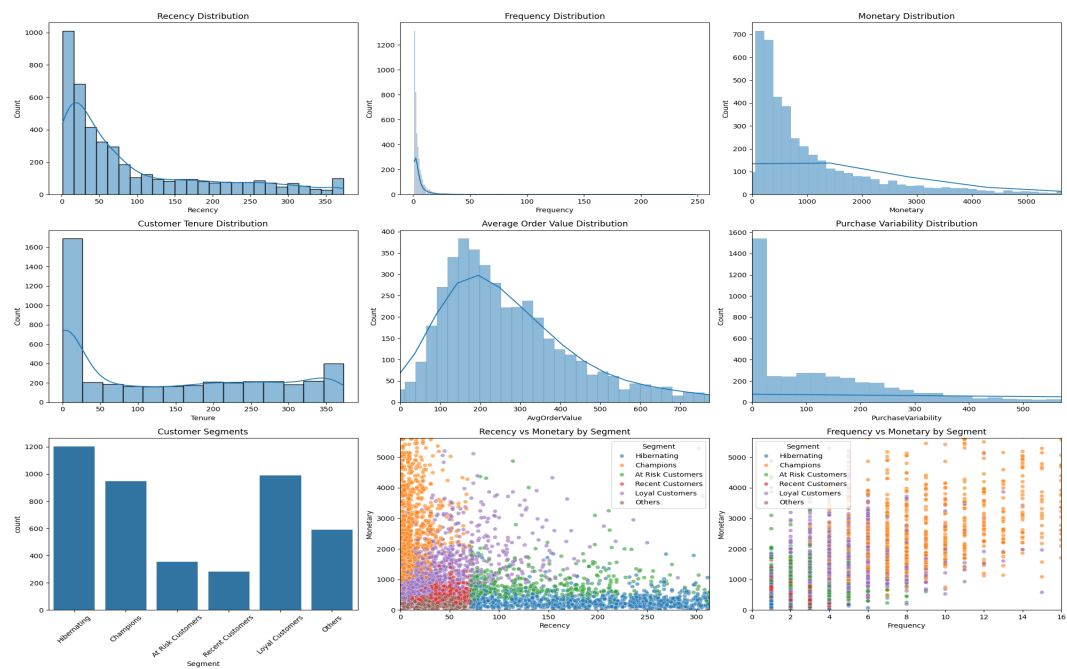 Recency Distribution
Count
1000
800
600
400
200
0
0 50 100 150 200 250 300 350
Recency
Frequency Distribution
Count
1200
1000
800
600
400
200
0
0 50 100 150 200 250
Frequency
Monetary Distribution
Count
700
600
500
400
300
200
100
0
0 1000 2000 3000 4000 5000
Monetary
Customer Tenure Distribution
Count
1600
1400
1200
1000
800
600
400
200
0
0 50 100 150 200 250 300 350
Tenure
Average Order Value Distribution
Count
400
350
300
250
200
150
100
50
0
0 100 200 300 400 500 600 700
AvgOrderValue
Purchase Variability Distribution
Count
1600
1400
1200
1000
800
600
400
200
0
0 100 200 300 400 500
PurchaseVariability
Customer Segments
count
1200
1000
800
600
400
200
0
Hibernating
Champions
At Risk Customers
Recent Customers
Loyal Customers
Others
Segment
Recency vs Monetary by Segment
Monetary
5000
4000
3000
2000
1000
0
Segment
Hibernating
Champions
At Risk Customers
Recent Customers
Loyal Customers
Others
0 50 100 150 200 250 300
Recency
Frequency vs Monetary by Segment
Monetary
5000
4000
3000
2000
1000
0
Segment
Hibernating
Champions
At Risk Customers
Recent Customers
Loyal Customers
Others
0 2 4 6 8 10 12 14 16
Frequency